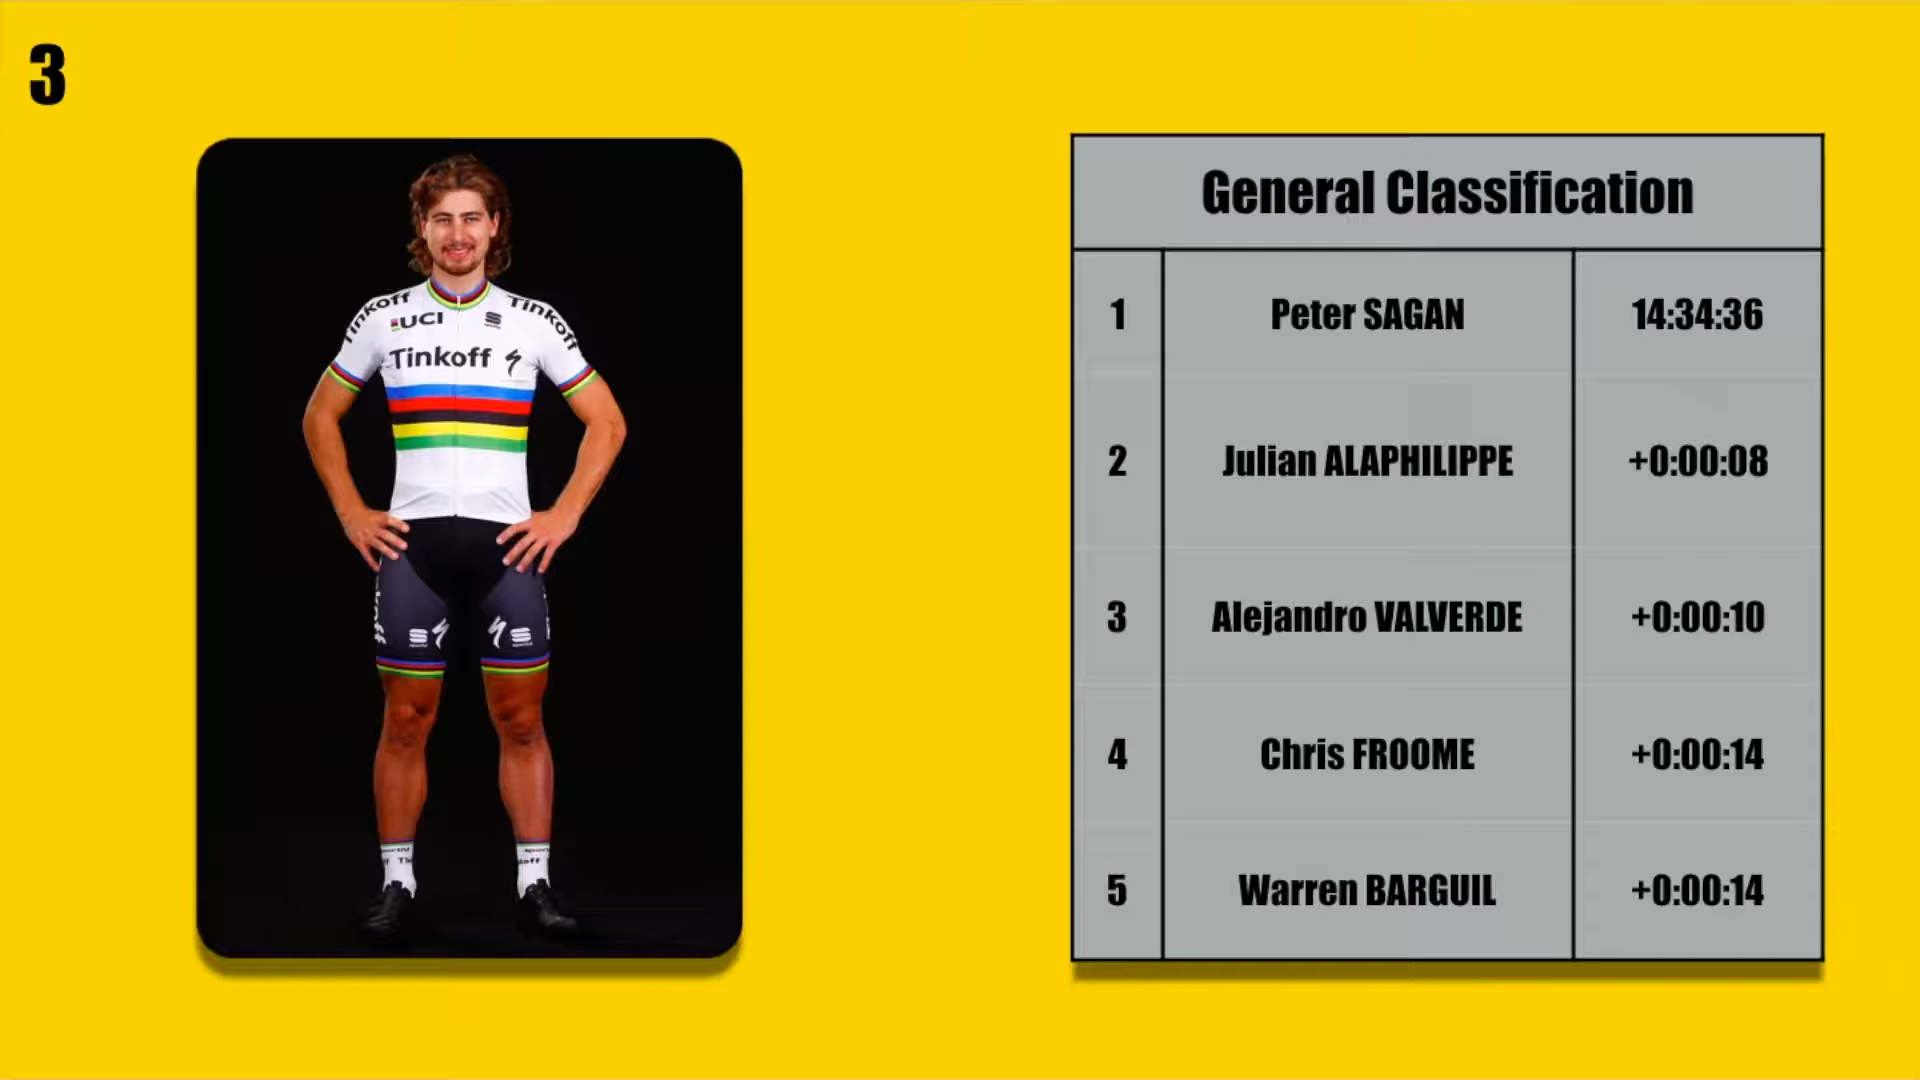 3
Tinkoff
Tinkoff
UCI
Tinkoff
General Classification
1 Peter SAGAN 14:34:36
2 Julian ALAPHILIPPE +0:00:08
3 Alejandro VALVERDE +0:00:10
4 Chris FROOME +0:00:14
5 Warren BARGUIL +0:00:14